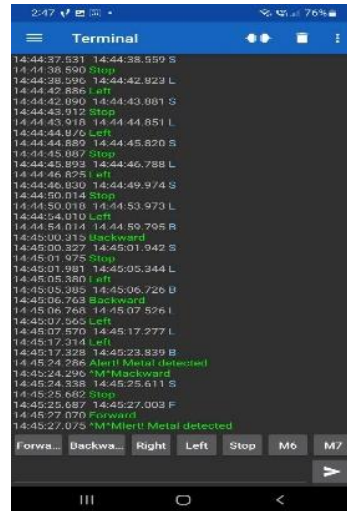 2:47
76%
Terminal
14:44:37.531 14:44:38.559 S
14:44:38.590 Stop
14:44:38.596 14:44:42.823 L
14:44:42.886 Left
14:44:42.890 14:44:43.881 S
14:44:43.912 Stop
14:44:43.918 14:44:44.851 L
14:44:44.876 Left
14:44:44.889 14:44:45.820 S
14:44:45.887 Stop
14:44:45.893 14:44:46.788 L
14:44:46.825 Left
14:44:46.830 14:44:49.974 S
14:44:50.014 Stop
14:44:50.018 14:44:53.973 L
14:44:54.010 Left
14:44:54.014 14:44:59.795 B
14:45:00.315 Backward
14:45:00.327 14:45:01.942 S
14:45:01.975 Stop
14:45:01.981 14:45:05.344 L
14:45:05.380 Left
14:45:05.385 14:45:06.726 B
14:45:06.763 Backward
14:45:06.768 14:45:07.526 L
14:45:07.565 Left
14:45:07.570 14:45:17.277 L
14:45:17.314 Left
14:45:17.328 14:45:23.839 B
14:45:24.286 Alert! Metal detected
14:45:24.296 ^M^Mackward
14:45:24.338 14:45:25.611 S
14:45:25.682 Stop
14:45:25.687 14:45:27.003 F
14:45:27.070 Forward
14:45:27.075 ^M^Mlert! Metal detected
Forwa... Backwa... Right Left Stop M6 M7